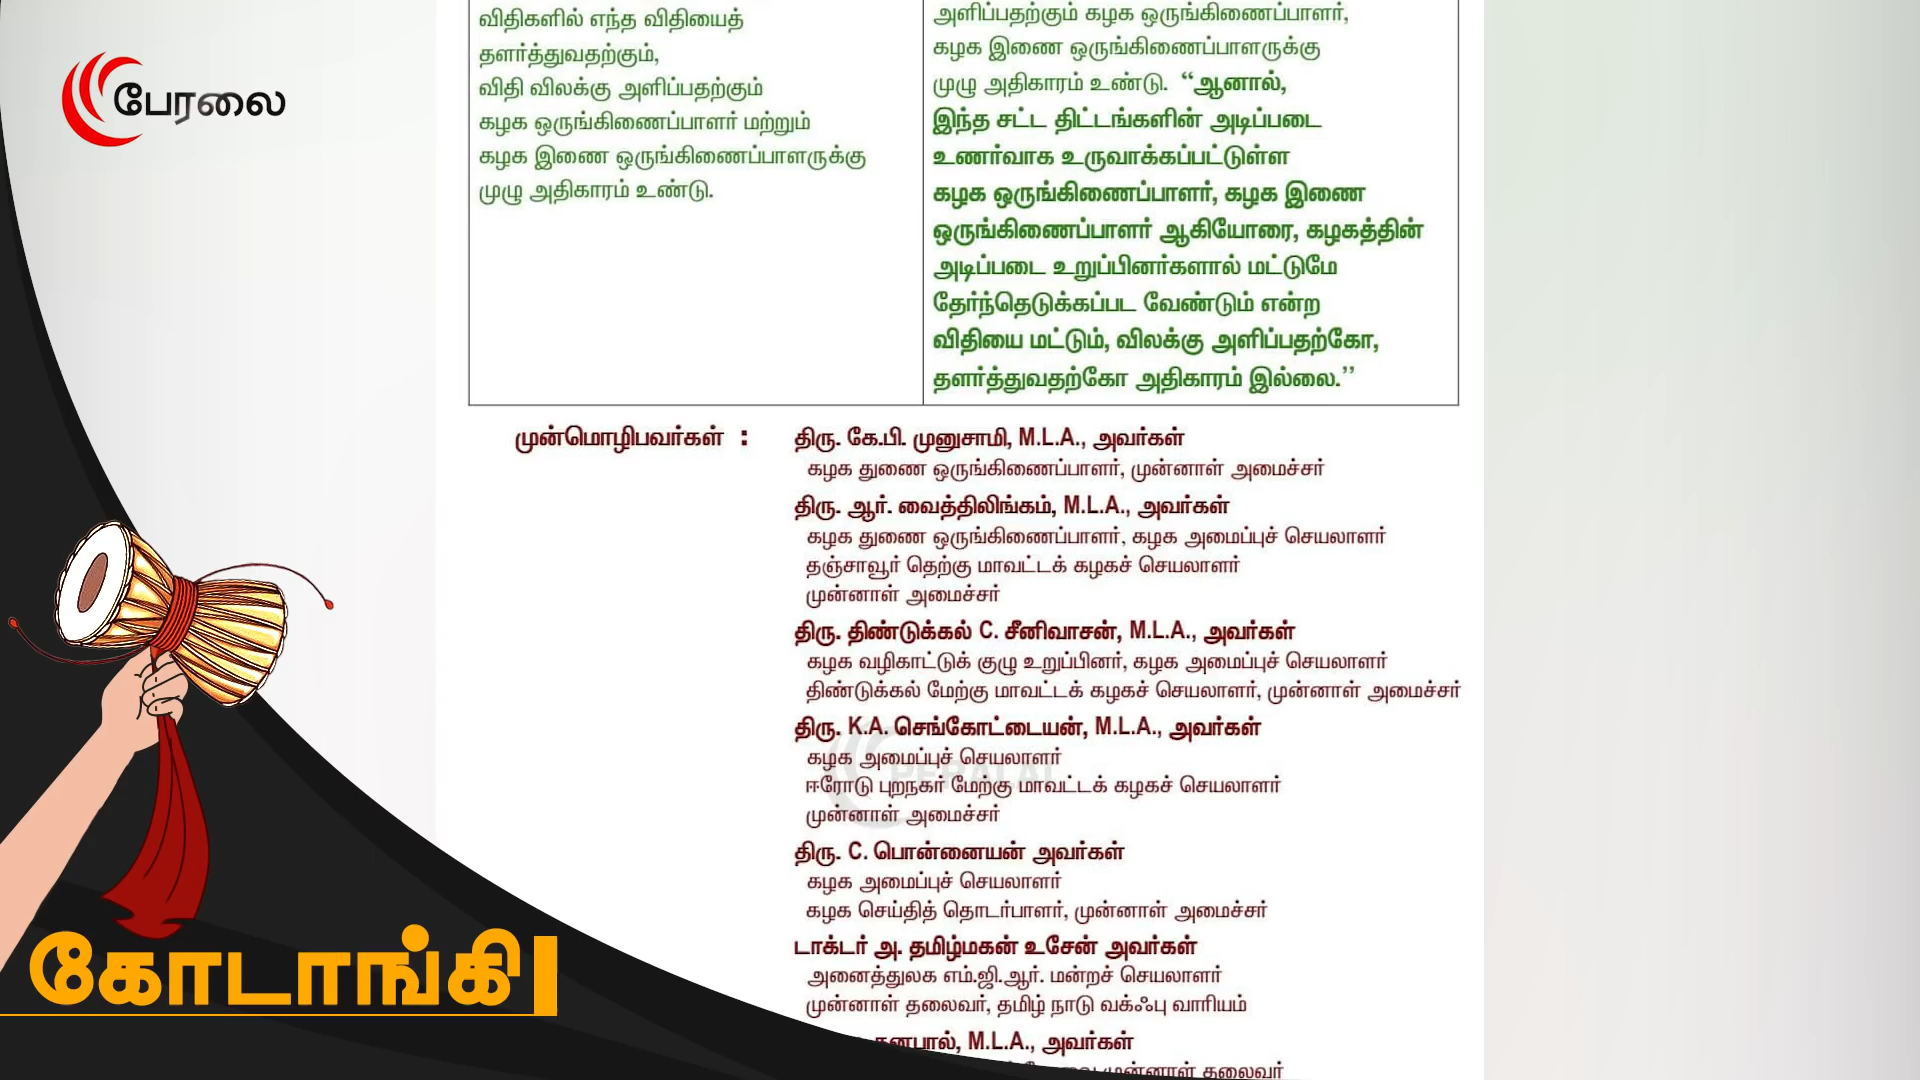 பேரலை
விதிகளில் எந்த விதியைத்
தளர்த்துவதற்கும்,
விதி விலக்கு அளிப்பதற்கும்
கழக ஒருங்கிணைப்பாளர் மற்றும்
கழக இணை ஒருங்கிணைப்பாளருக்கு
முழு அதிகாரம் உண்டு.
அளிப்பதற்கும் கழக ஒருங்கிணைப்பாளர்,
கழக இணை ஒருங்கிணைப்பாளருக்கு
முழு அதிகாரம் உண்டு. “ஆனால்,
இந்த சட்ட திட்டங்களின் அடிப்படை
உணர்வாக உருவாக்கப்பட்டுள்ள
கழக ஒருங்கிணைப்பாளர், கழக இணை
ஒருங்கிணைப்பாளர் ஆகியோரை, கழகத்தின்
அடிப்படை உறுப்பினர்களால் மட்டுமே
தேர்ந்தெடுக்கப்பட வேண்டும் என்ற
விதியை மட்டும், விலக்கு அளிப்பதற்கோ,
தளர்த்துவதற்கோ அதிகாரம் இல்லை.”
முன்மொழிபவர்கள் :
திரு. கே.பி. முனுசாமி, M.L.A., அவர்கள்
கழக துணை ஒருங்கிணைப்பாளர், முன்னாள் அமைச்சர்
திரு. ஆர். வைத்திலிங்கம், M.L.A., அவர்கள்
கழக துணை ஒருங்கிணைப்பாளர், கழக அமைப்புச் செயலாளர்
தஞ்சாவூர் தெற்கு மாவட்டக் கழகச் செயலாளர்
முன்னாள் அமைச்சர்
திரு. திண்டுக்கல் C. சீனிவாசன், M.L.A., அவர்கள்
கழக வழிகாட்டுக் குழு உறுப்பினர், கழக அமைப்புச் செயலாளர்
திண்டுக்கல் மேற்கு மாவட்டக் கழகச் செயலாளர், முன்னாள் அமைச்சர்
திரு. K.A. செங்கோட்டையன், M.L.A., அவர்கள்
கழக அமைப்புச் செயலாளர்
PERALAI
ஈரோடு புறநகர் மேற்கு மாவட்டக் கழகச் செயலாளர்
முன்னாள் அமைச்சர்
திரு. C. பொன்னையன் அவர்கள்
கழக அமைப்புச் செயலாளர்
கழக செய்தித் தொடர்பாளர், முன்னாள் அமைச்சர்
டாக்டர் அ. தமிழ்மகன் உசேன் அவர்கள்
அனைத்துலக எம்.ஜி.ஆர். மன்றச் செயலாளர்
முன்னாள் தலைவர், தமிழ் நாடு வக்ஃபு வாரியம்
தனபால், M.L.A., அவர்கள்
முன்னாள் தலைவர்
கோடாங்கி